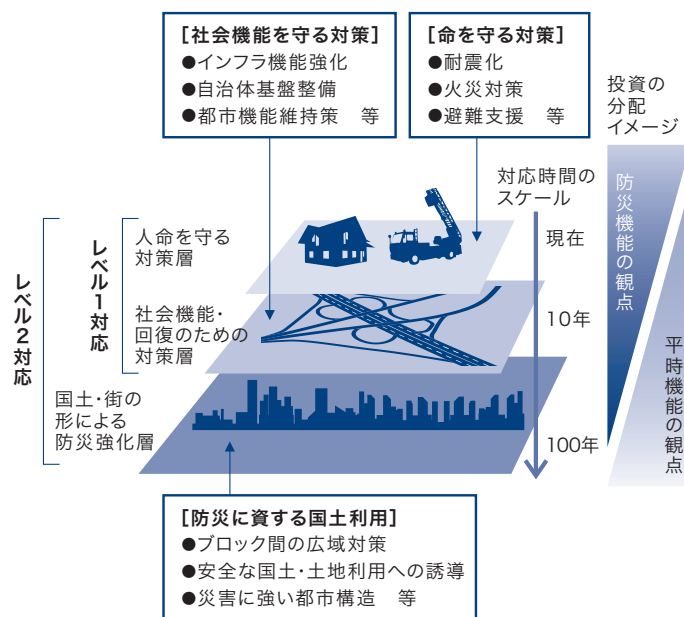 [社会機能を守る対策]
●インフラ機能強化
●自治体基盤整備
●都市機能維持策　等
[命を守る対策]
●耐震化
●火災対策
●避難支援　等
投資の
分配
イメージ
対応時間の
スケール
現在
10年
100年
防災機能の観点
平時機能の観点
レベル2対応
レベル1対応
人命を守る
対策層
社会機能・
回復のための
対策層
国土・街の
形による
防災強化層
[防災に資する国土利用]
●ブロック間の広域対策
●安全な国土・土地利用への誘導
●災害に強い都市構造　等